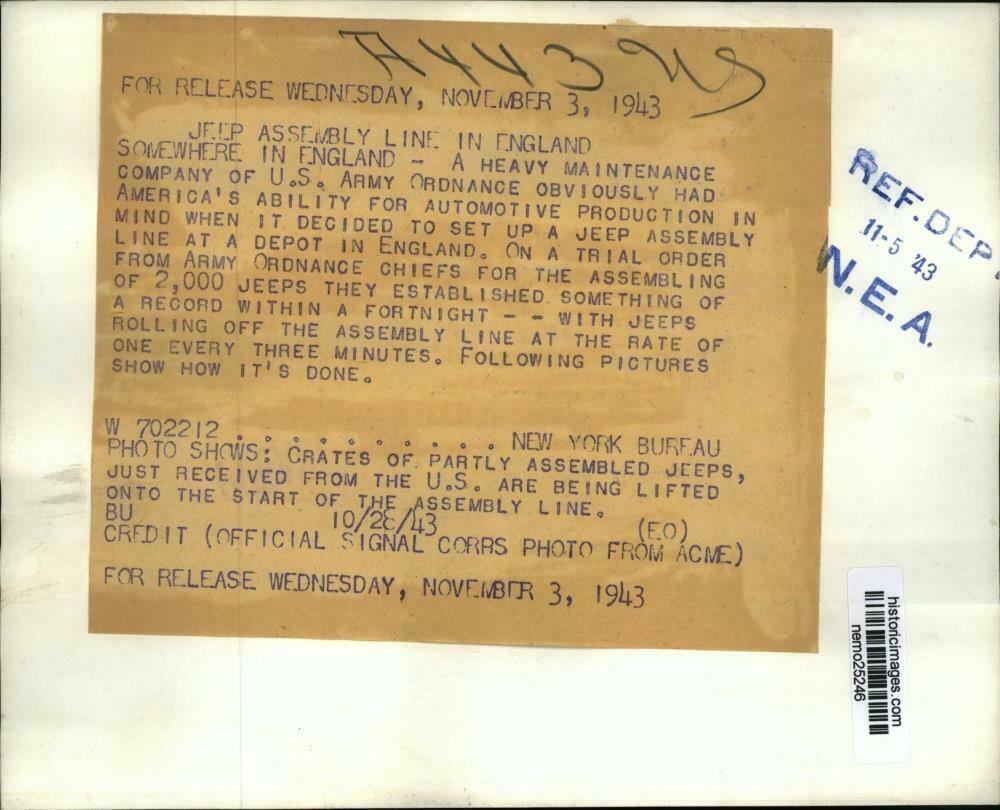 A4432US
FOR RELEASE WEDNESDAY, NOVEMBER 3, 1943
JEEP ASSEMBLY LINE IN ENGLAND
SOMEWHERE IN ENGLAND - A HEAVY MAINTENANCE
COMPANY OF U.S. ARMY ORDNANCE OBVIOUSLY HAD
AMERICA'S ABILITY FOR AUTOMOTIVE PRODUCTION IN
MIND WHEN IT DECIDED TO SET UP A JEEP ASSEMBLY
LINE AT A DEPOT IN ENGLAND. ON A TRIAL ORDER
FROM ARMY ORDNANCE CHIEFS FOR THE ASSEMBLING
OF 2,000 JEEPS THEY ESTABLISHED SOMETHING OF
A RECORD WITHIN A FORTNIGHT - - WITH JEEPS
ROLLING OFF THE ASSEMBLY LINE AT THE RATE OF
ONE EVERY THREE MINUTES. FOLLOWING PICTURES
SHOW HOW IT'S DONE.
W 702212 . . . . . . . . . . NEW YORK BUREAU
PHOTO SHOWS: CRATES OF PARTLY ASSEMBLED JEEPS,
JUST RECEIVED FROM THE U.S. ARE BEING LIFTED
ONTO THE START OF THE ASSEMBLY LINE.
BU 10/28/43 (EO)
CREDIT (OFFICIAL SIGNAL CORRS PHOTO FROM ACME)
FOR RELEASE WEDNESDAY, NOVEMBER 3, 1943
REF. DEP
11-5 '43
N.E.A.
historicimages.com
nemo25246